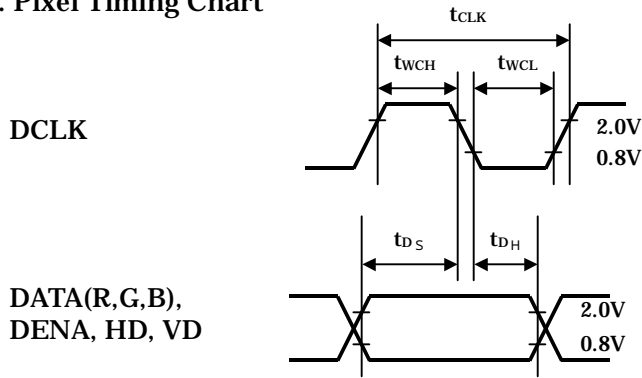 . Pixel Timing Chart
tCLK
tWCH tWCL
DCLK
2.0V
0.8V
tDS tDH
DATA(R,G,B),
DENA, HD, VD
2.0V
0.8V